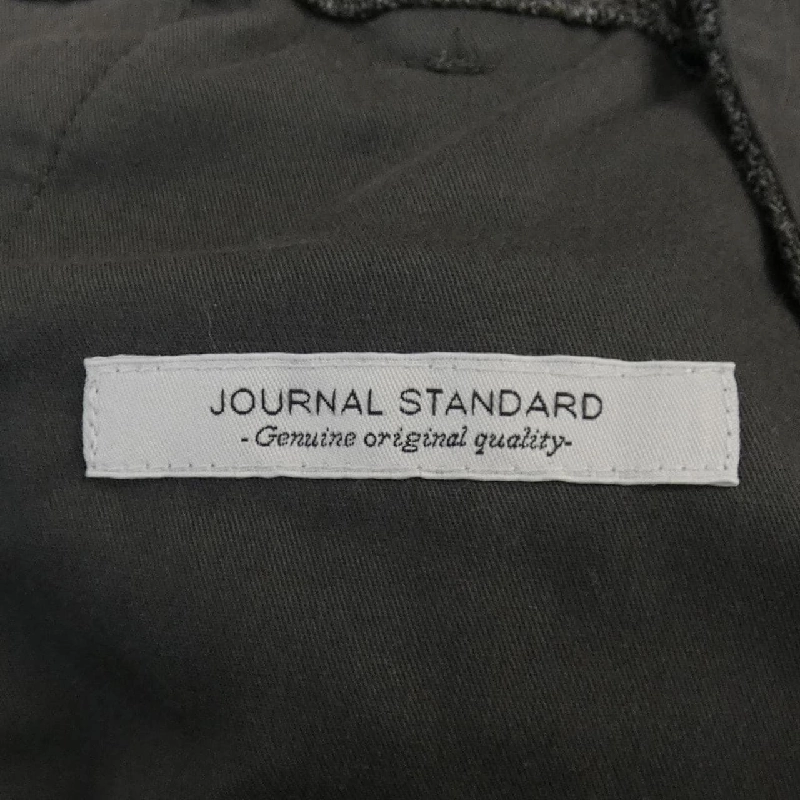 JOURNAL STANDARD
-Genuine original quality-